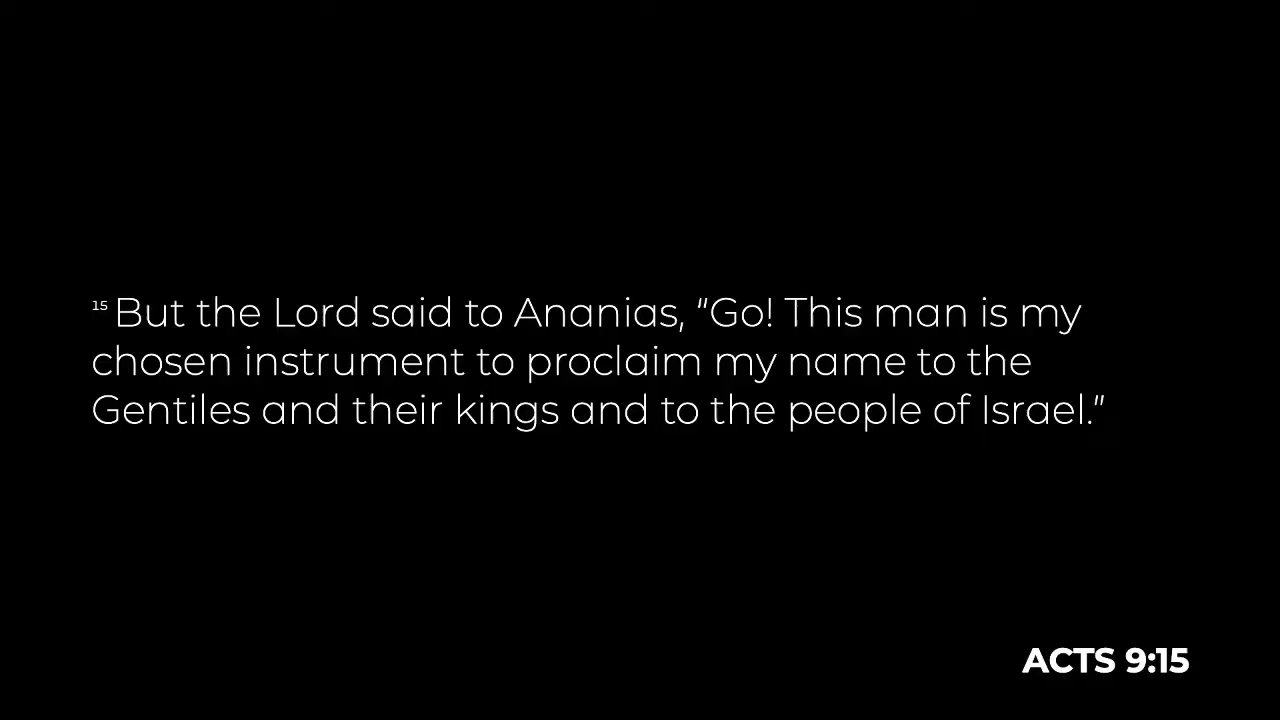 15 But the Lord said to Ananias, “Go! This man is my
chosen instrument to proclaim my name to the
Gentiles and their kings and to the people of Israel.”
ACTS 9:15